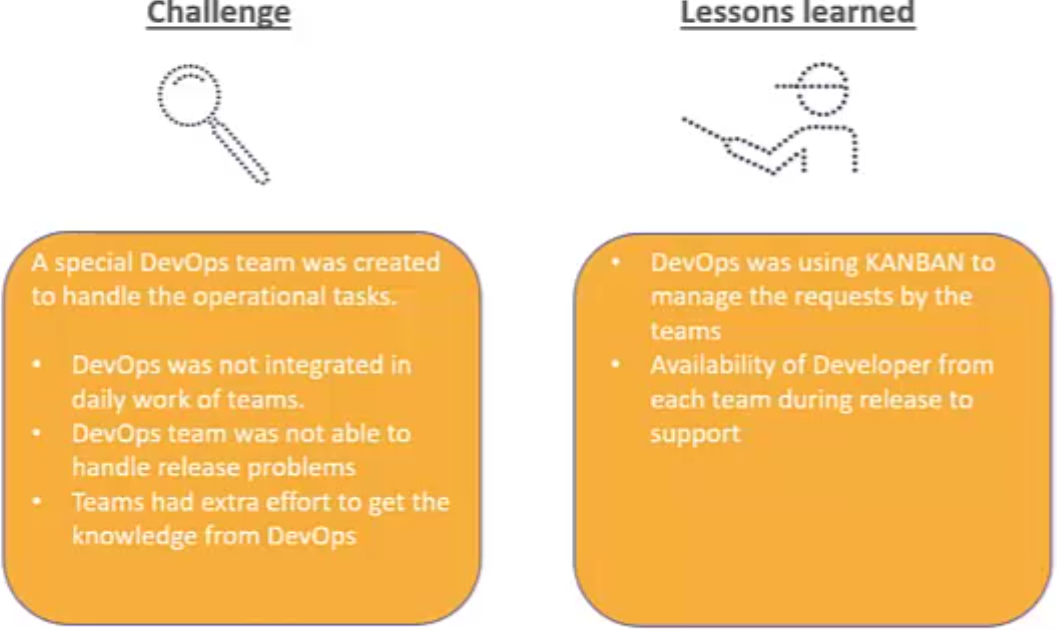 Challenge
A special DevOps team was created
to handle the operational tasks.
• DevOps was not integrated in
daily work of teams.
• DevOps team was not able to
handle release problems
• Teams had extra effort to get the
knowledge from DevOps
Lessons learned
• DevOps was using KANBAN to
manage the requests by the
teams
• Availability of Developer from
each team during release to
support